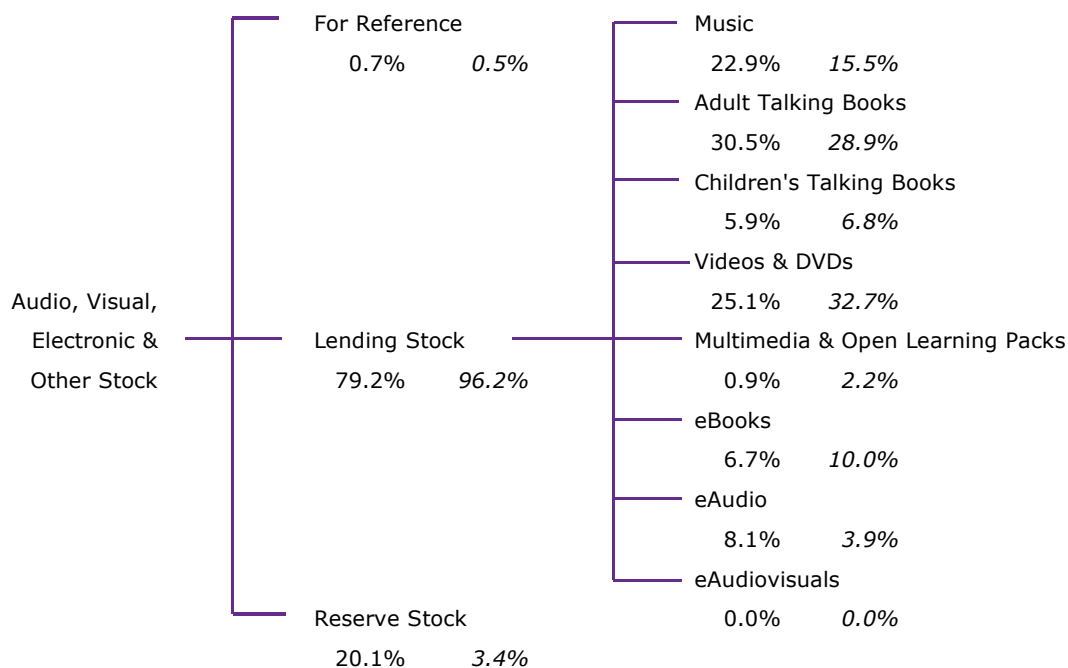 For Reference
0.7% 0.5%
Audio, Visual,
Electronic &
Other Stock
Lending Stock
79.2% 96.2%
Reserve Stock
20.1% 3.4%
Music
22.9% 15.5%
Adult Talking Books
30.5% 28.9%
Children's Talking Books
5.9% 6.8%
Videos & DVDs
25.1% 32.7%
Multimedia & Open Learning Packs
0.9% 2.2%
eBooks
6.7% 10.0%
eAudio
8.1% 3.9%
eAudiovisuals
0.0% 0.0%